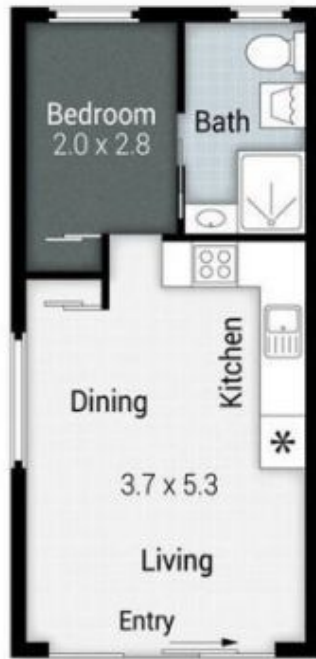 Bedroom
2.0 x 2.8
Bath
Kitchen
Dining
3.7 x 5.3
Living
Entry